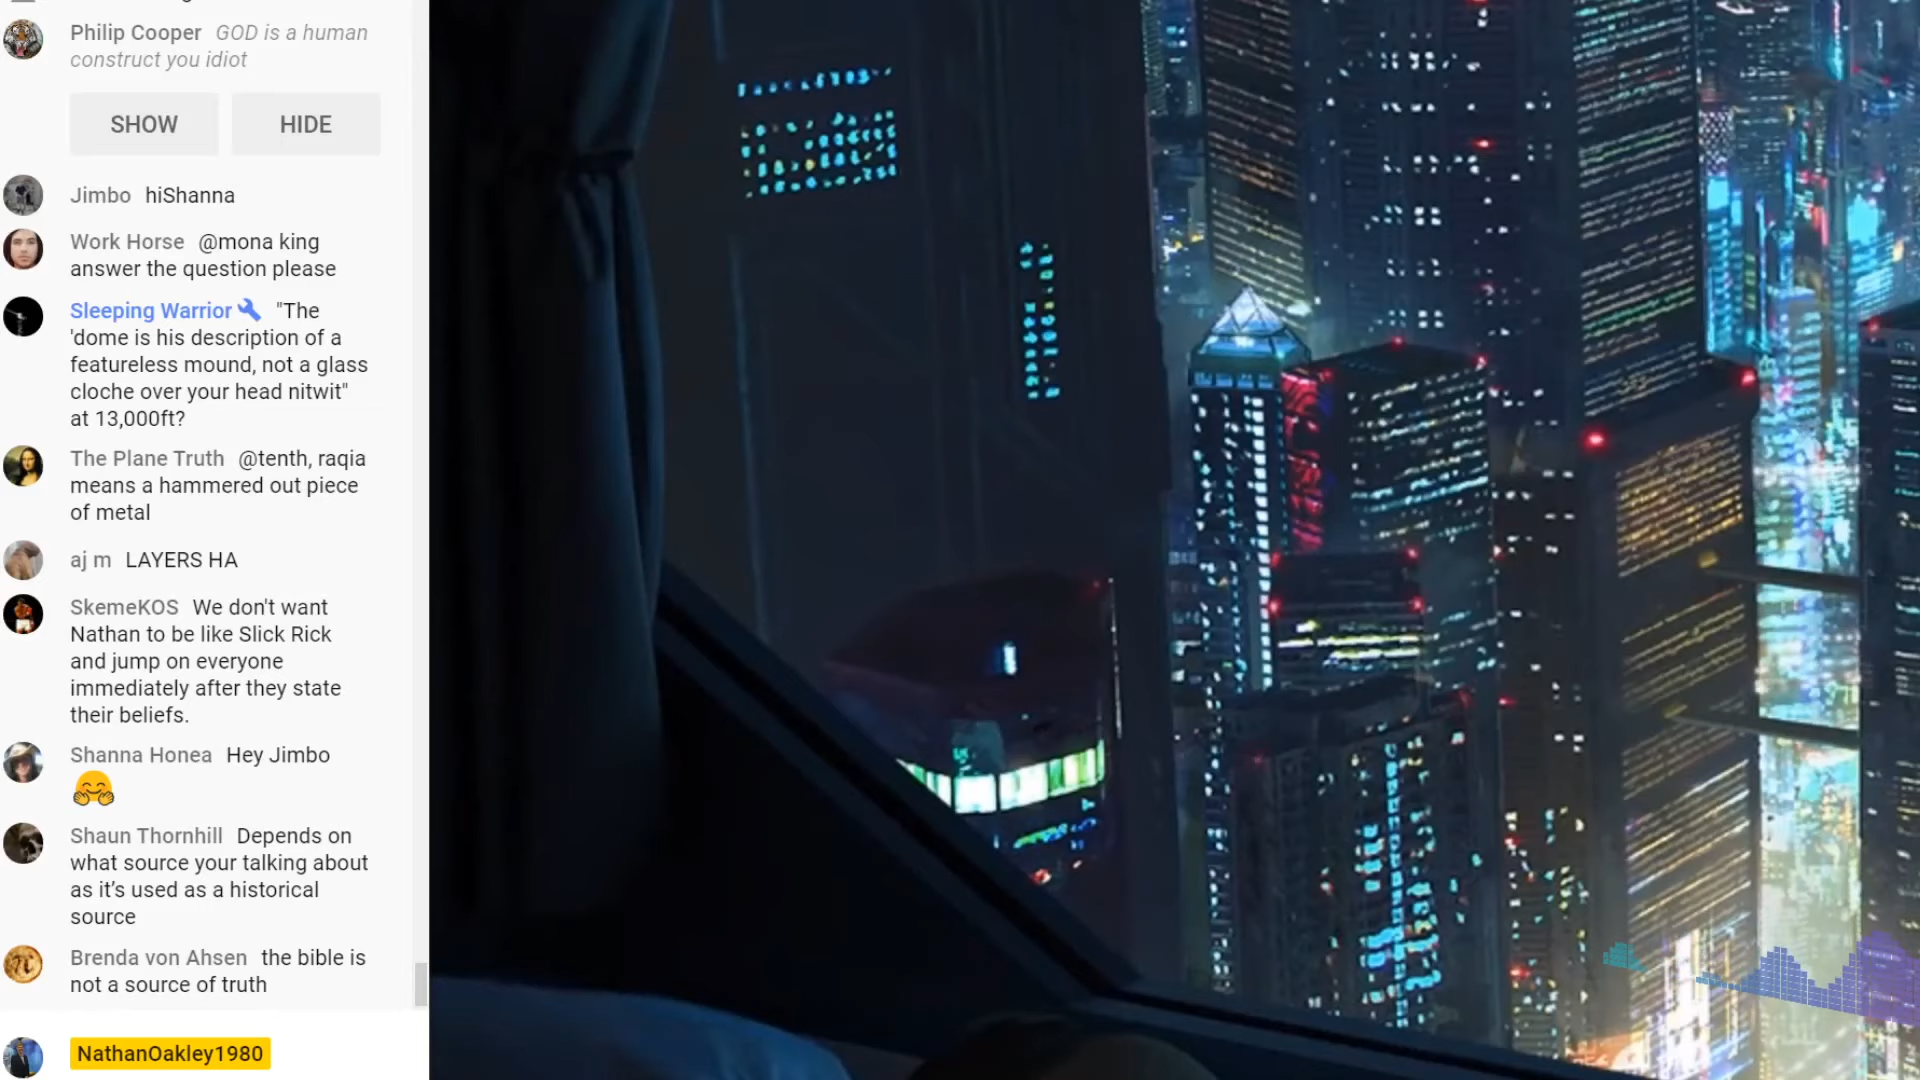 Philip Cooper GOD is a human
construct you idiot
SHOW HIDE
Jimbo hiShanna
Work Horse @mona king
answer the question please
Sleeping Warrior "The
'dome is his description of a
featureless mound, not a glass
cloche over your head nitwit"
at 13,000ft?
The Plane Truth @tenth, raqia
means a hammered out piece
of metal
aj m LAYERS HA
SkemeKOS We don't want
Nathan to be like Slick Rick
and jump on everyone
immediately after they state
their beliefs.
Shanna Honea Hey Jimbo
Shaun Thornhill Depends on
what source your talking about
as it’s used as a historical
source
Brenda von Ahsen the bible is
not a source of truth
NathanOakley1980